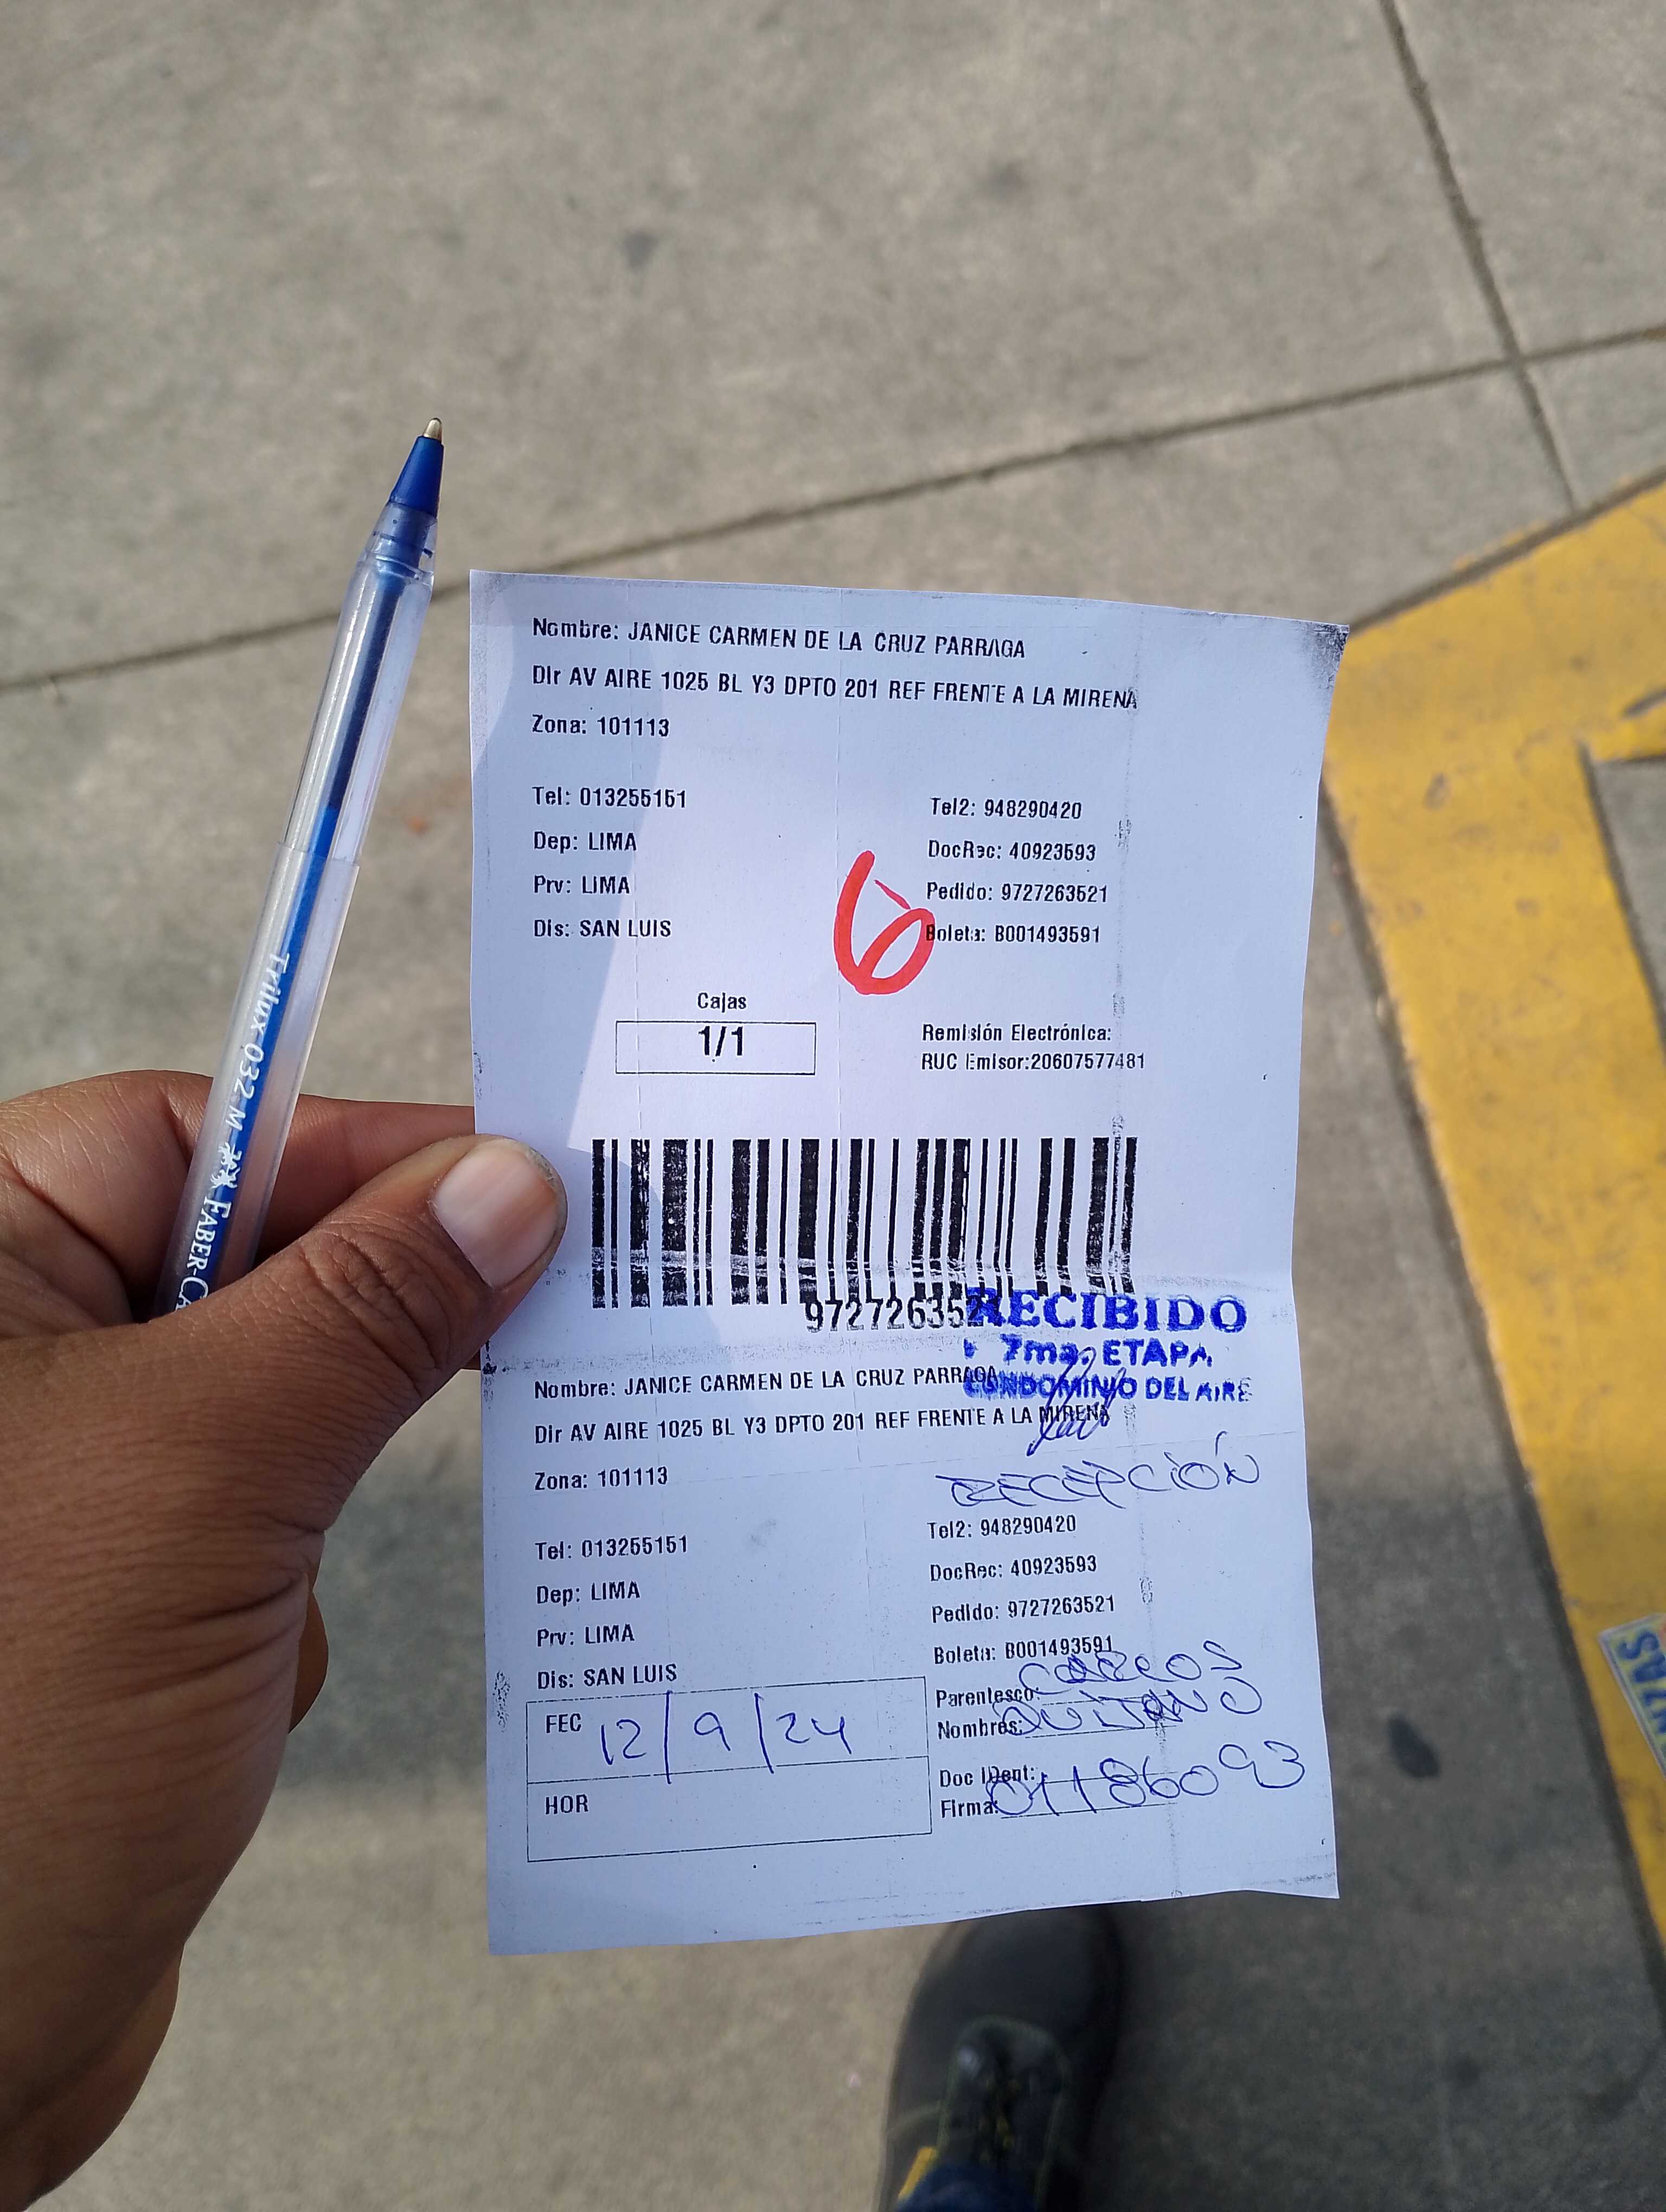 Nombre: JANICE CARMEN DE LA CRUZ PARRAGA
Dir AV AIRE 1025 BL Y3 DPTO 201 REF FRENTE A LA MIRENA
Zona: 101113
Tel: 013255151
Tel2: 948290420
Dep: LIMA
DocRec: 40923593
Prv: LIMA
Pedido: 9727263521
Dis: SAN LUIS
Boleta: B001493591
6
Cajas
1/1
Remisión Electrónica:
RUC Emisor:20607577481
9727263521
RECIBIDO
7ma. ETAPA
CONDOMINIO DEL AIRE
Nombre: JANICE CARMEN DE LA CRUZ PARRAGA
Dir AV AIRE 1025 BL Y3 DPTO 201 REF FRENTE A LA MIRENA
RECEPCIÓN
Zona: 101113
Tel: 013255151
Tel2: 948290420
Dep: LIMA
DocRec: 40923593
Prv: LIMA
Pedido: 9727263521
Dis: SAN LUIS
Boleta: B001493591
FEC 12/9/24
HOR
Parentesco: CARLOS
Nombres: QUIJANO
Doc IDent:
Firma: 01186093
Trilux 032 M FABER-CA